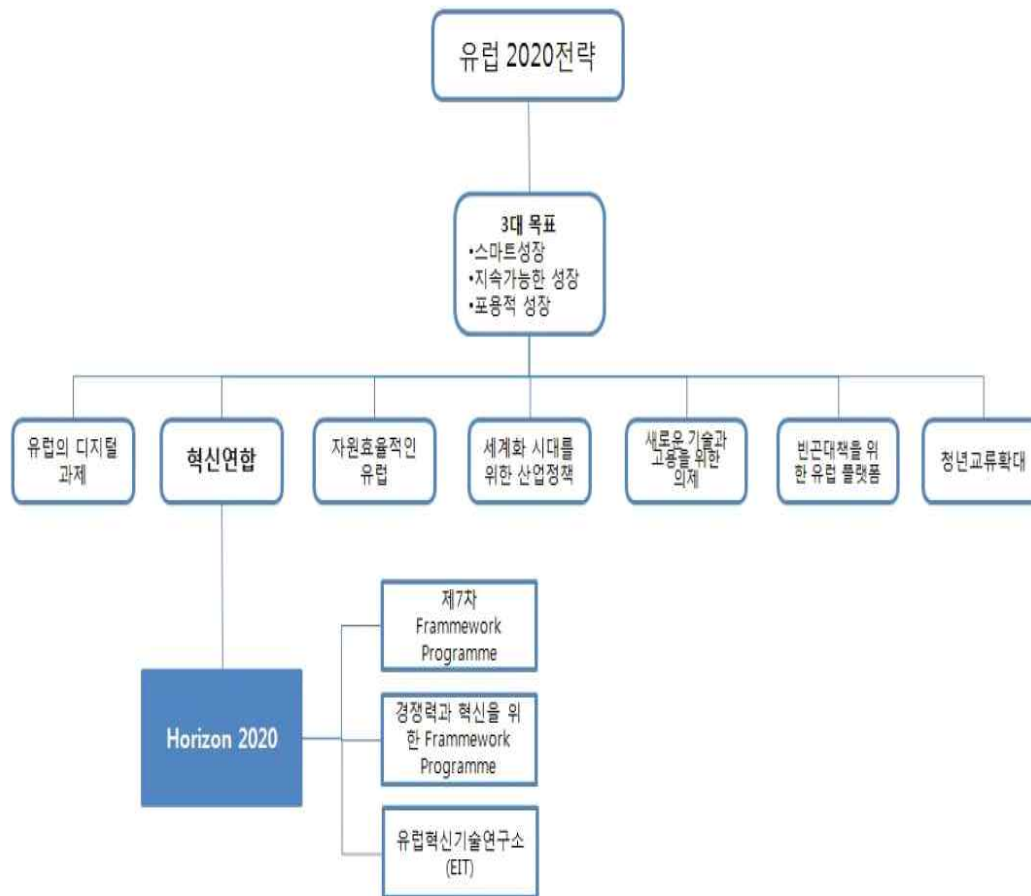 유럽 2020전략
3대 목표
•스마트성장
•지속가능한 성장
•포용적 성장
유럽의 디지털
과제
혁신연합
자원효율적인
유럽
세계화 시대를
위한 산업정책
새로운 기술과
고용을 위한
의제
빈곤대책을 위
한 유럽 플랫폼
청년교류확대
제7차
Frammework
Programme
Horizon 2020
경쟁력과 혁신을 위
한 Frammework
Programme
유럽혁신기술연구소
(EIT)